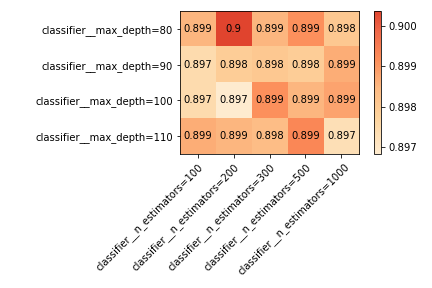 classifier__max_depth=80 0.899 0.9 0.899 0.899 0.898
classifier__max_depth=90 0.897 0.898 0.898 0.898 0.899
classifier__max_depth=100 0.897 0.897 0.899 0.899 0.899
classifier__max_depth=110 0.899 0.899 0.898 0.899 0.897
classifier__n_estimators=100
classifier__n_estimators=200
classifier__n_estimators=300
classifier__n_estimators=500
classifier__n_estimators=1000
0.900
0.899
0.898
0.897